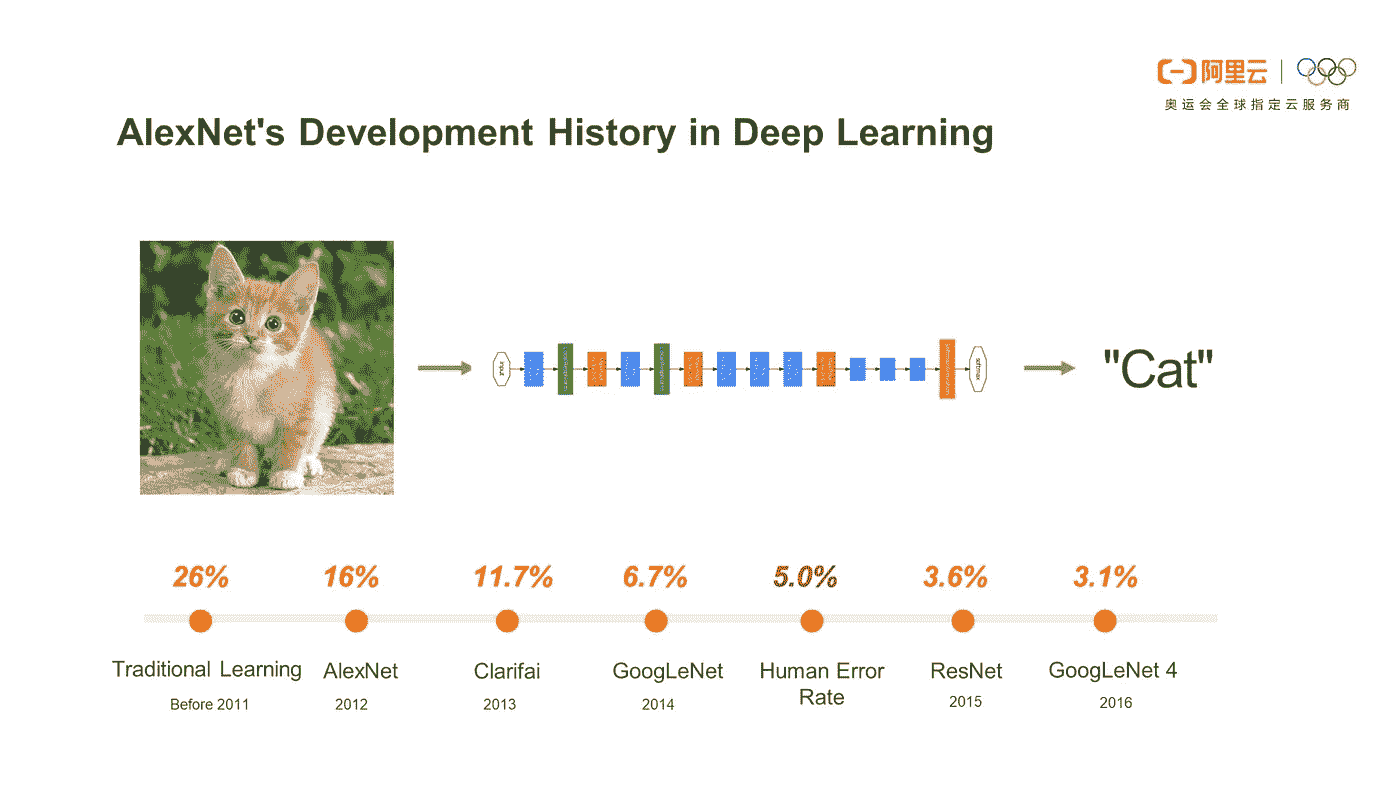 阿里云
奥运会全球指定云服务商
AlexNet's Development History in Deep Learning
input
softmax
"Cat"
26%
16%
11.7%
6.7%
5.0%
3.6%
3.1%
Traditional Learning
AlexNet
Clarifai
GoogLeNet
Human Error
Rate
ResNet
GoogLeNet 4
Before 2011
2012
2013
2014
2015
2016